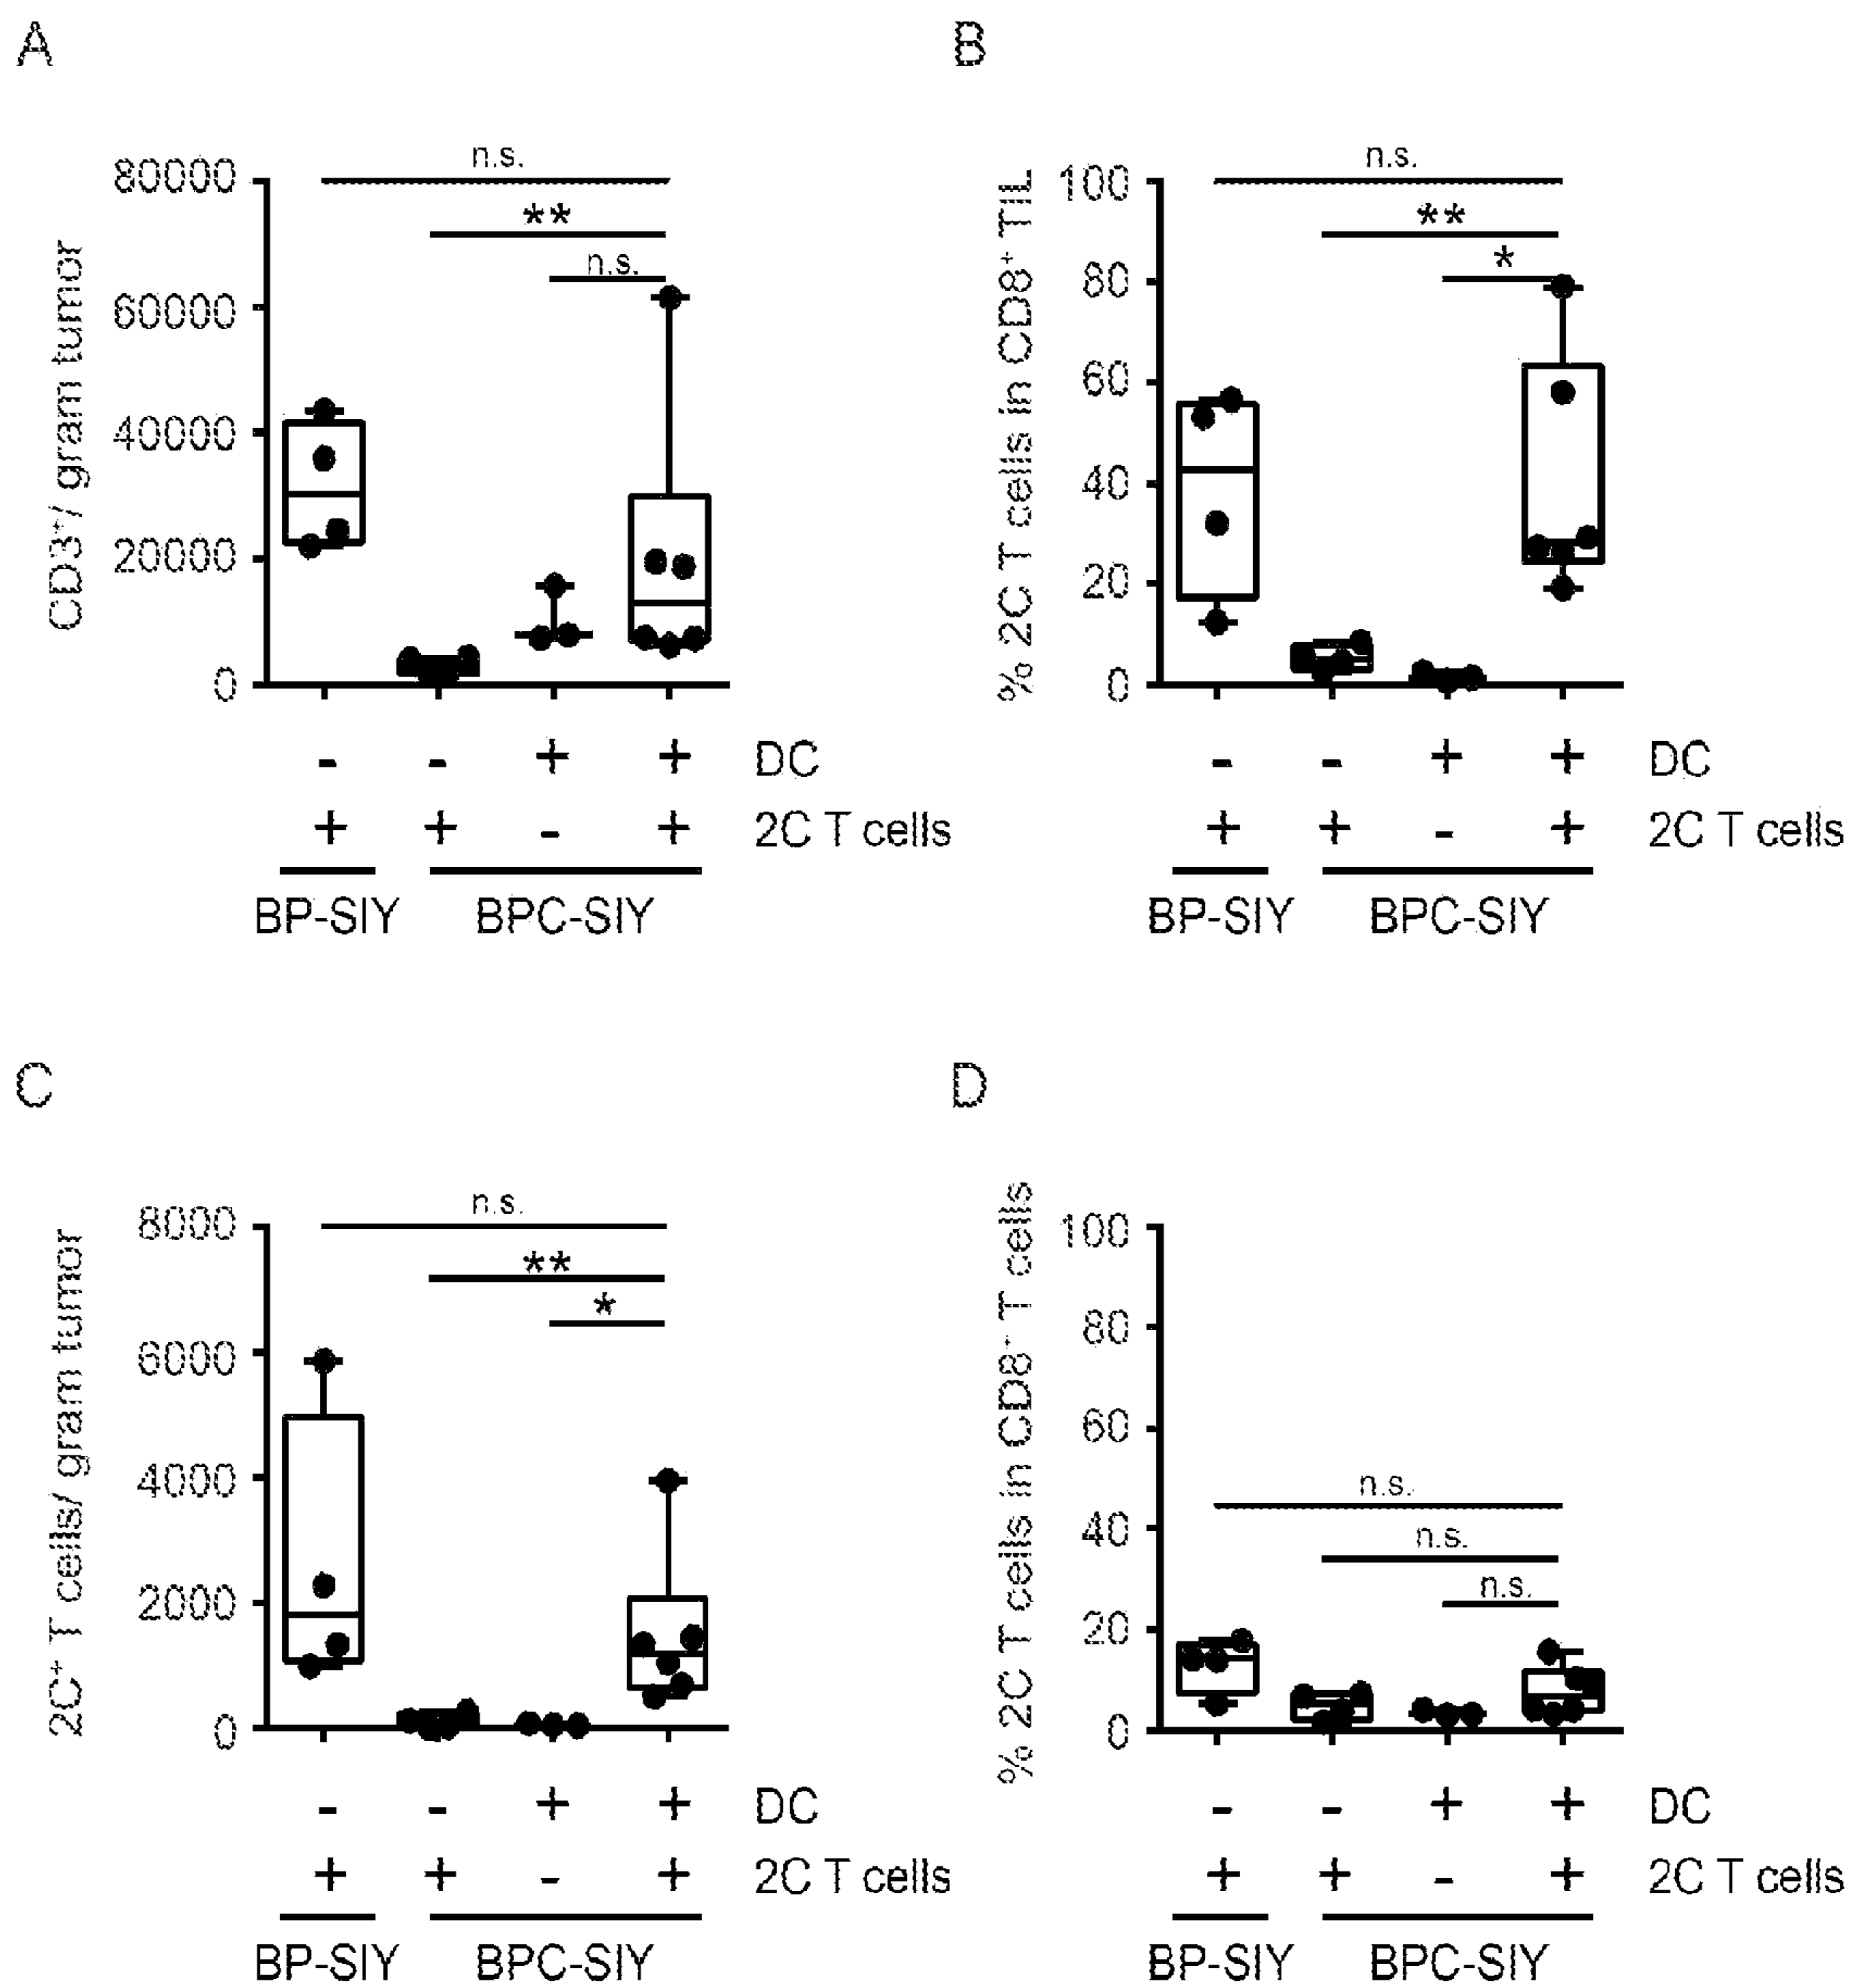 A
CD3+/ gram tumor
80000
60000
40000
20000
0
n.s.
**
n.s.
- - + + DC
+ + - + 2C T cells
BP-SIY BPC-SIY
B
% 2C T cells in CD8+ TIL
100
80
60
40
20
0
n.s.
**
*
- - + + DC
+ + - + 2C T cells
BP-SIY BPC-SIY
C
2C+ T cells/ gram tumor
8000
6000
4000
2000
0
n.s.
**
*
- - + + DC
+ + - + 2C T cells
BP-SIY BPC-SIY
D
% 2C T cells in CD8+ T cells
100
80
60
40
20
0
n.s.
n.s.
n.s.
- - + + DC
+ + - + 2C T cells
BP-SIY BPC-SIY